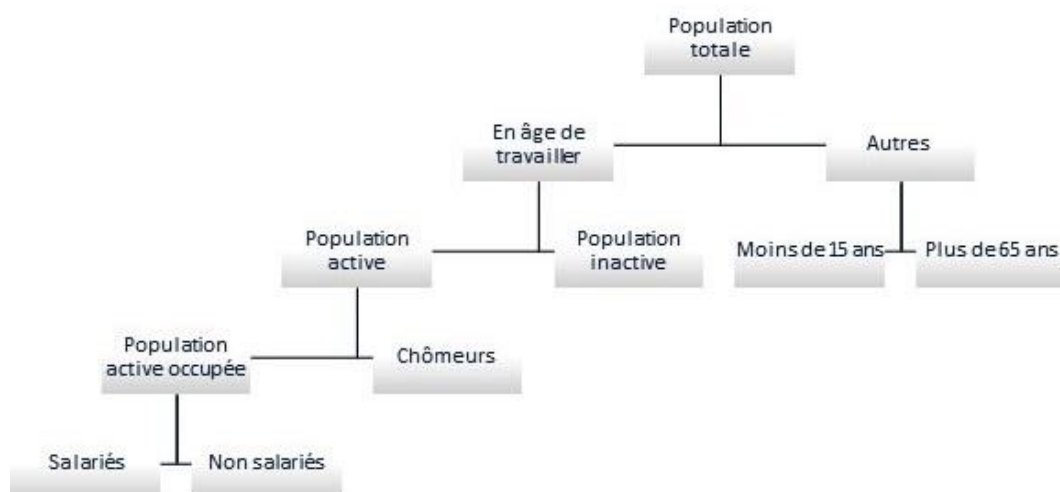 Population
totale
En âge de
travailler
Autres
Population
active
Population
inactive
Moins de 15 ans
Plus de 65 ans
Population
active occupée
Chômeurs
Salariés
Non salariés